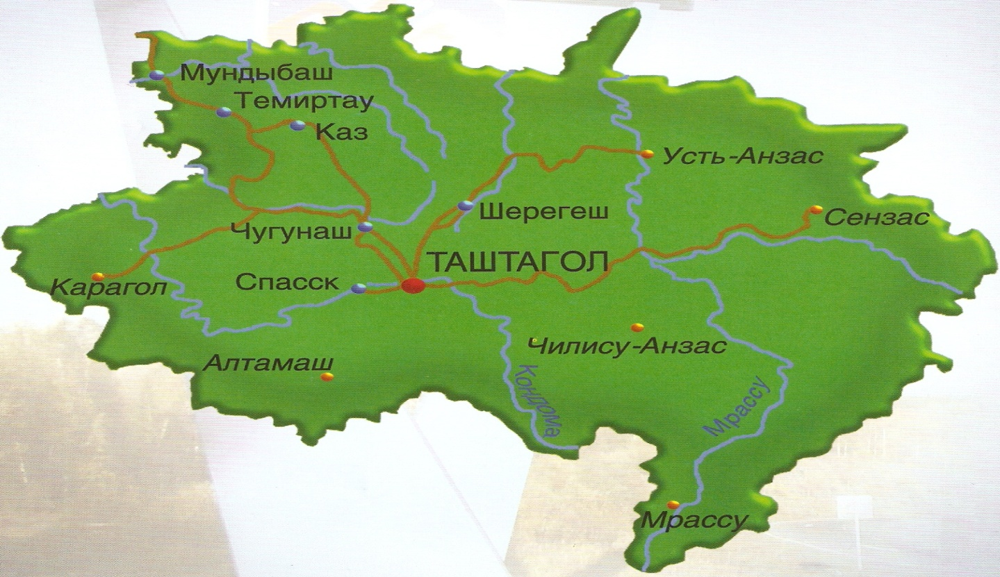 Мундыбаш
Темиртау
Каз
Усть-Анзас
Шерегеш
Сензас
Чугунаш
ТАШТАГОЛ
Карагол
Спасск
Чилису-Анзас
Алтамаш
Кондома
Мрассу
Мрассу